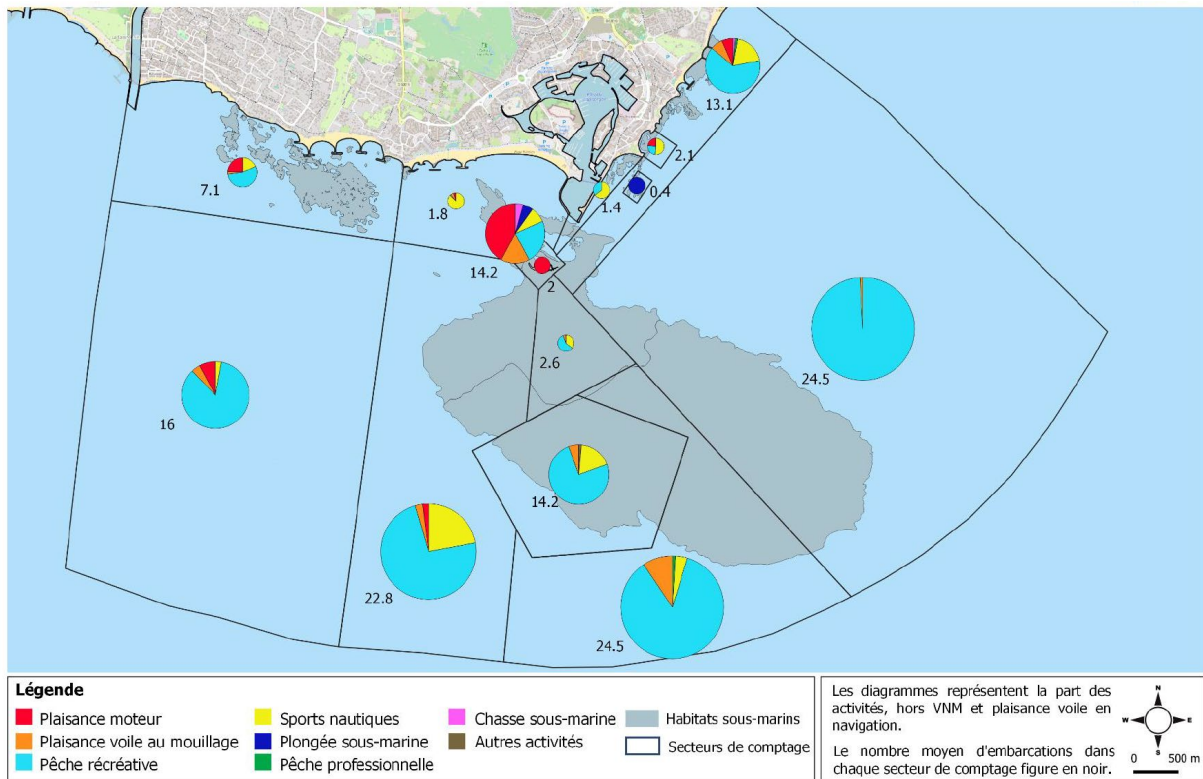 13.1
2.1
0.4
7.1
1.8
1.4
14.2
2
2.6
24.5
16
14.2
22.8
24.5
Légende
Plaisance moteur
Sports nautiques
Chasse sous-marine
Habitats sous-marins
Plaisance voile au mouillage
Plongée sous-marine
Autres activités
Secteurs de comptage
Pêche récréative
Pêche professionnelle
Les diagrammes représentent la part des
activités, hors VNM et plaisance voile en
navigation.
Le nombre moyen d'embarcations dans
chaque secteur de comptage figure en noir.
N
W
E
S
0
500 m